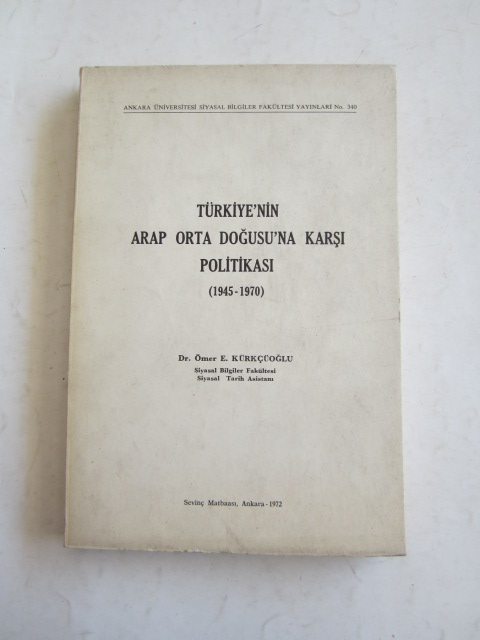 ANKARA ÜNİVERSİTESİ SİYASAL BİLGİLER FAKÜLTESİ YAYINLARI No. 340
TÜRKİYE'NİN
ARAP ORTA DOĞUSU'NA KARŞI
POLİTİKASI
(1945-1970)
Dr. Ömer E. KÜRKÇÜOĞLU
Siyasal Bilgiler Fakültesi
Siyasal Tarih Asistanı
Sevinç Matbaası, Ankara-1972